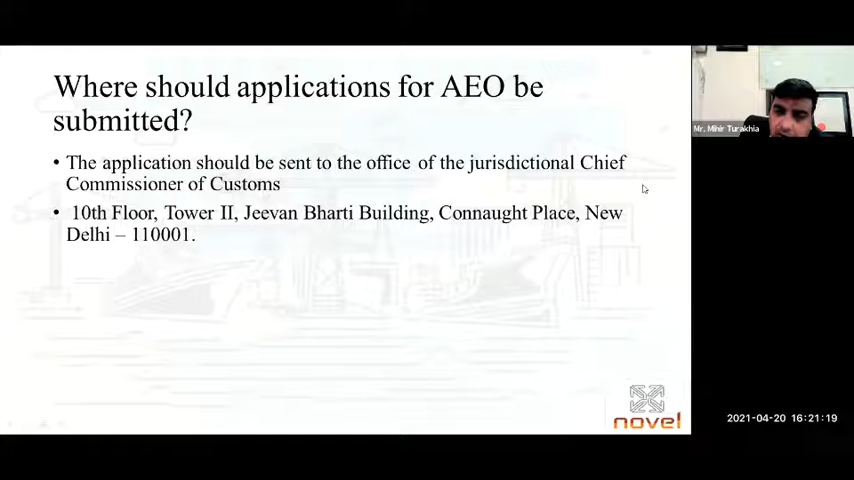 Where should applications for AEO be
submitted?
• The application should be sent to the office of the jurisdictional Chief
Commissioner of Customs
• 10th Floor, Tower II, Jeevan Bharti Building, Connaught Place, New
Delhi – 110001.
Mr. Mihir Turakhia
novel
2021-04-20 16:21:19